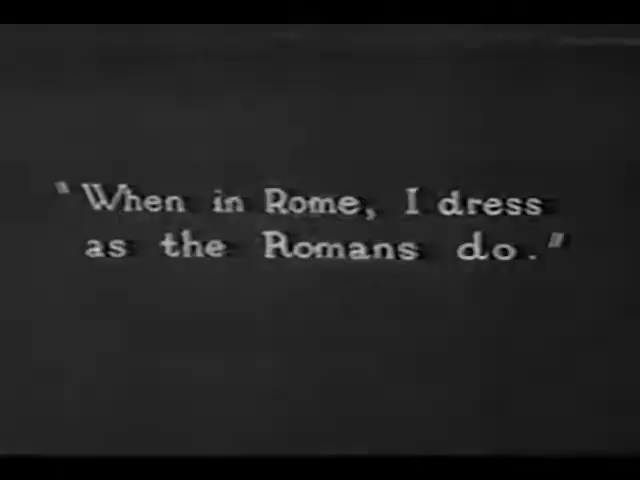 "When in Rome, I dress
as the Romans do."